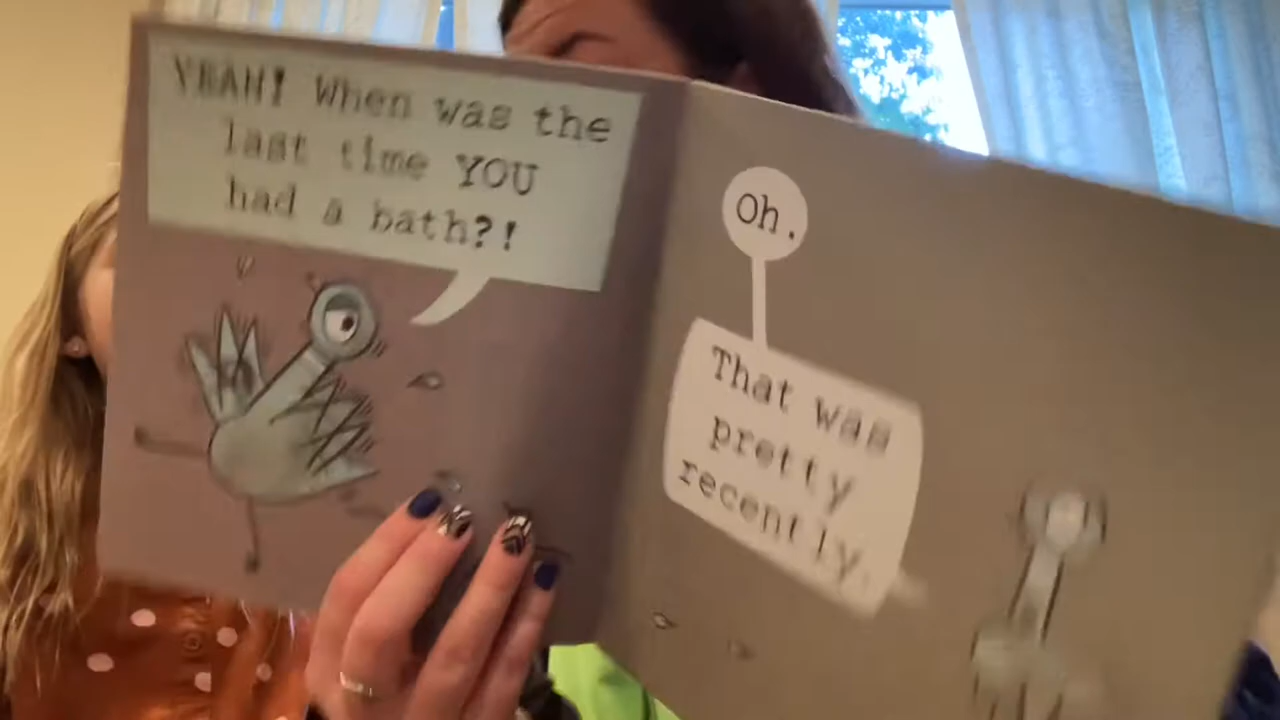 YEAH! When was the
last time YOU
had a bath?!
Oh.
That was
pretty
recently.